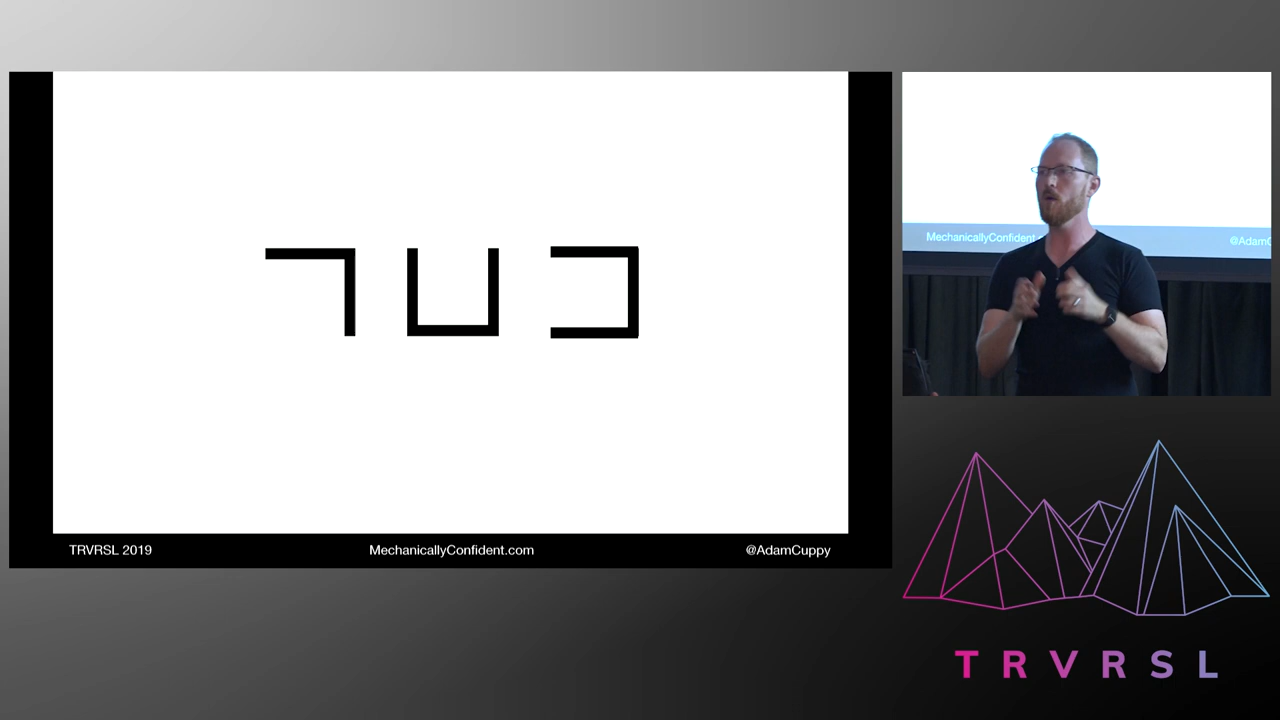 TRVRSL 2019
MechanicallyConfident.com
@AdamCuppy
MechanicallyConfident
@AdamC
TRVRSL